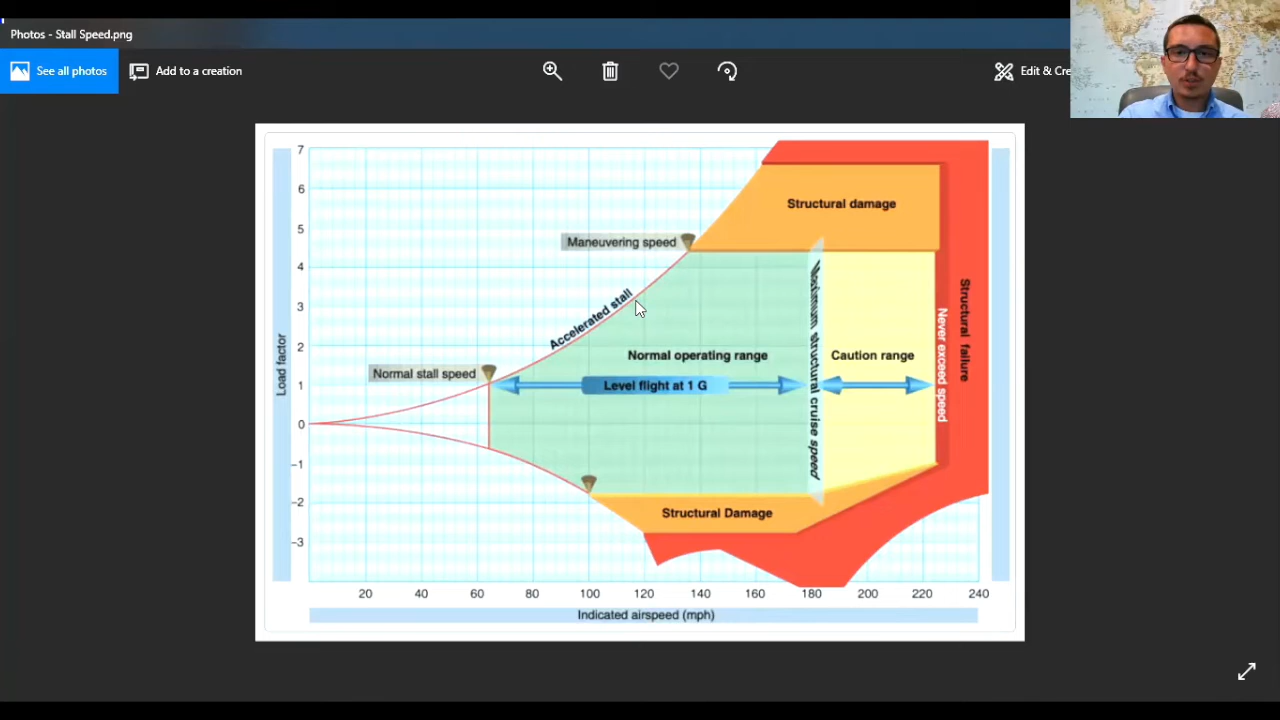 Photos - Stall Speed.png
See all photos
Add to a creation
Edit & Cre
7
6
5
4
3
2
1
0
−1
−2
−3
Load factor
Structural damage
Maneuvering speed
Accelerated stall
Normal stall speed
Normal operating range
Level flight at 1 G
Maximum structural cruise speed
Caution range
Never exceed speed
Structural failure
Structural Damage
20 40 60 80 100 120 140 160 180 200 220 240
Indicated airspeed (mph)